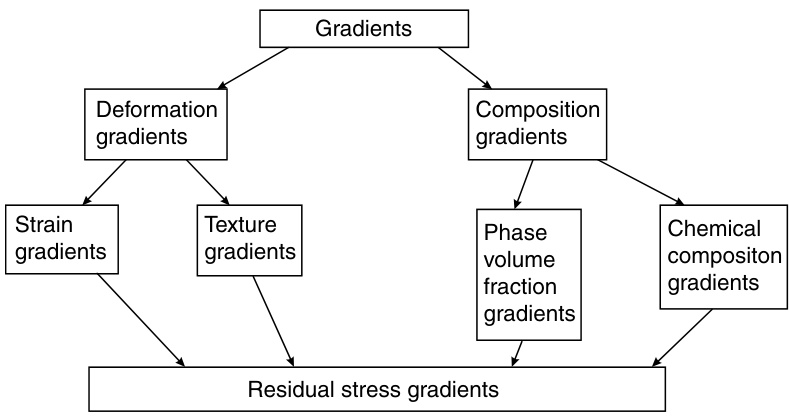 Gradients
Deformation
gradients
Composition
gradients
Strain
gradients
Texture
gradients
Phase
volume
fraction
gradients
Chemical
compositon
gradients
Residual stress gradients